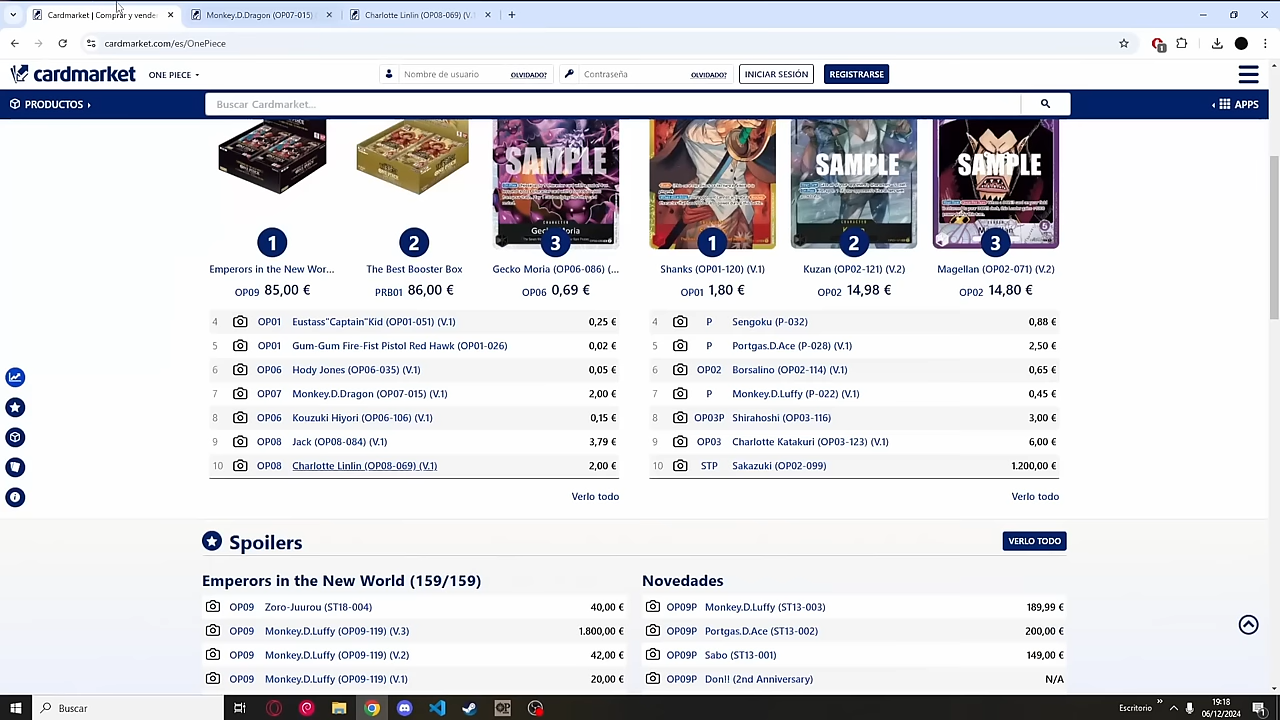 Cardmarket | Comprar y vende
Monkey.D.Dragon (OP07-015)
Charlotte Linlin (OP08-069) (V.
cardmarket.com/es/OnePiece
1
cardmarket
ONE PIECE
Nombre de usuario
OLVIDADO?
Contraseña
OLVIDADO?
INICIAR SESIÓN
REGISTRARSE
PRODUCTOS
Buscar Cardmarket...
APPS
SAMPLE
SAMPLE
SAMPLE
1
2
3
1
2
3
Emperors in the New Wor...
The Best Booster Box
Gecko Moria (OP06-086) (...
Shanks (OP01-120) (V.1)
Kuzan (OP02-121) (V.2)
Magellan (OP02-071) (V.2)
OP09 85,00 €
PRB01 86,00 €
OP06 0,69 €
OP01 1,80 €
OP02 14,98 €
OP02 14,80 €
4 OP01 Eustass"Captain"Kid (OP01-051) (V.1) 0,25 €
5 OP01 Gum-Gum Fire-Fist Pistol Red Hawk (OP01-026) 0,02 €
6 OP06 Hody Jones (OP06-035) (V.1) 0,05 €
7 OP07 Monkey.D.Dragon (OP07-015) (V.1) 2,00 €
8 OP06 Kouzuki Hiyori (OP06-106) (V.1) 0,15 €
9 OP08 Jack (OP08-084) (V.1) 3,79 €
10 OP08 Charlotte Linlin (OP08-069) (V.1) 2,00 €
Verlo todo
4 P Sengoku (P-032) 0,88 €
5 P Portgas.D.Ace (P-028) (V.1) 2,50 €
6 OP02 Borsalino (OP02-114) (V.1) 0,65 €
7 P Monkey.D.Luffy (P-022) (V.1) 0,45 €
8 OP03P Shirahoshi (OP03-116) 3,00 €
9 OP03 Charlotte Katakuri (OP03-123) (V.1) 6,00 €
10 STP Sakazuki (OP02-099) 1.200,00 €
Verlo todo
Spoilers
VERLO TODO
Emperors in the New World (159/159)
OP09 Zoro-Juurou (ST18-004) 40,00 €
OP09 Monkey.D.Luffy (OP09-119) (V.3) 1.800,00 €
OP09 Monkey.D.Luffy (OP09-119) (V.2) 42,00 €
OP09 Monkey.D.Luffy (OP09-119) (V.1) 20,00 €
Novedades
OP09P Monkey.D.Luffy (ST13-003) 189,99 €
OP09P Portgas.D.Ace (ST13-002) 200,00 €
OP09P Sabo (ST13-001) 149,00 €
OP09P Don!! (2nd Anniversary) N/A
Buscar
Escritorio
19:18
06/12/2024